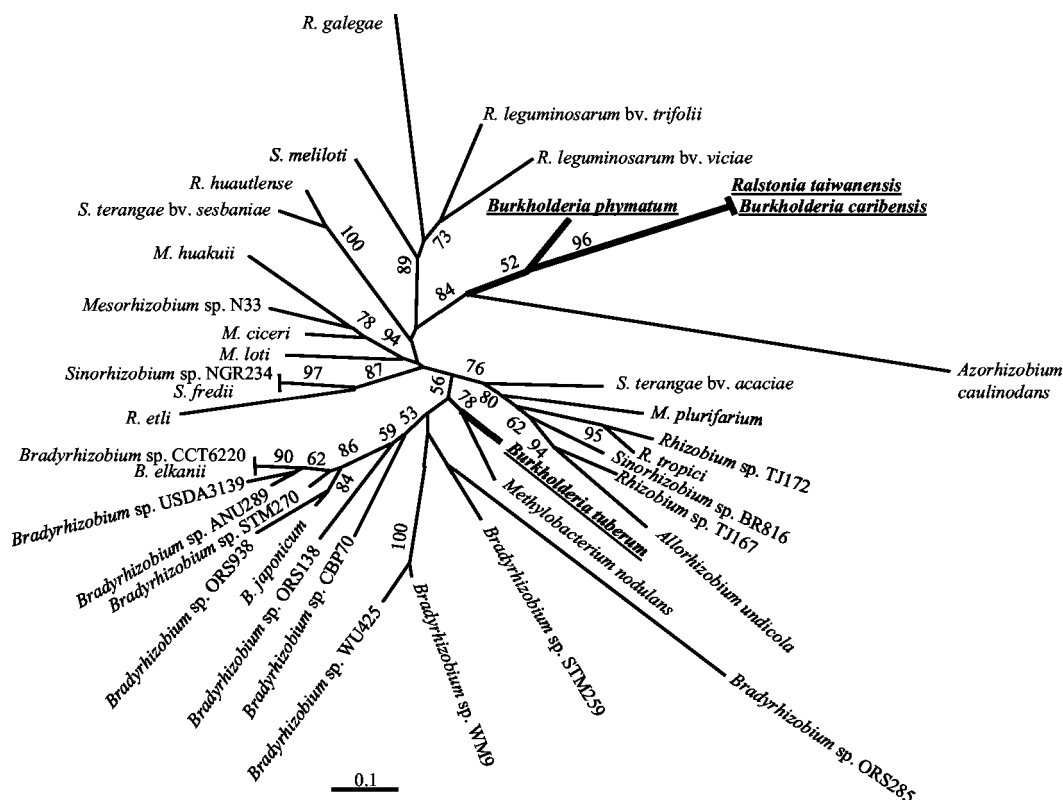 R. galegae
R. leguminosarum bv. trifolii
S. meliloti
R. leguminosarum bv. viciae
R. huautlense
Ralstonia taiwanensis
S. terangae bv. sesbaniae
Burkholderia phymatum
Burkholderia caribensis
100
73
96
M. huakuii
89
52
84
Mesorhizobium sp. N33
78
94
M. ciceri
M. loti
Sinorhizobium sp. NGR234
97
87
76
Azorhizobium
caulinodans
S. fredii
56
S. terangae bv. acaciae
R. etli
78
80
M. plurifarium
53
62
95
Rhizobium sp. TJ172
59
94
R. tropici
86
Sinorhizobium sp. BR816
Bradyrhizobium sp. CCT6220
90
62
Burkholderia tuberum
Rhizobium sp. TJ167
B. elkanii
84
Bradyrhizobium sp. USDA3139
Methylobacterium nodulans
Allorhizobium undicola
Bradyrhizobium sp. ANU289
Bradyrhizobium sp. STM270
100
Bradyrhizobium sp. ORS938
B. japonicum
Bradyrhizobium sp. ORS138
Bradyrhizobium sp. CBP70
Bradyrhizobium sp. WU425
Bradyrhizobium sp. WM9
Bradyrhizobium sp. STM259
Bradyrhizobium sp. ORS285
0.1